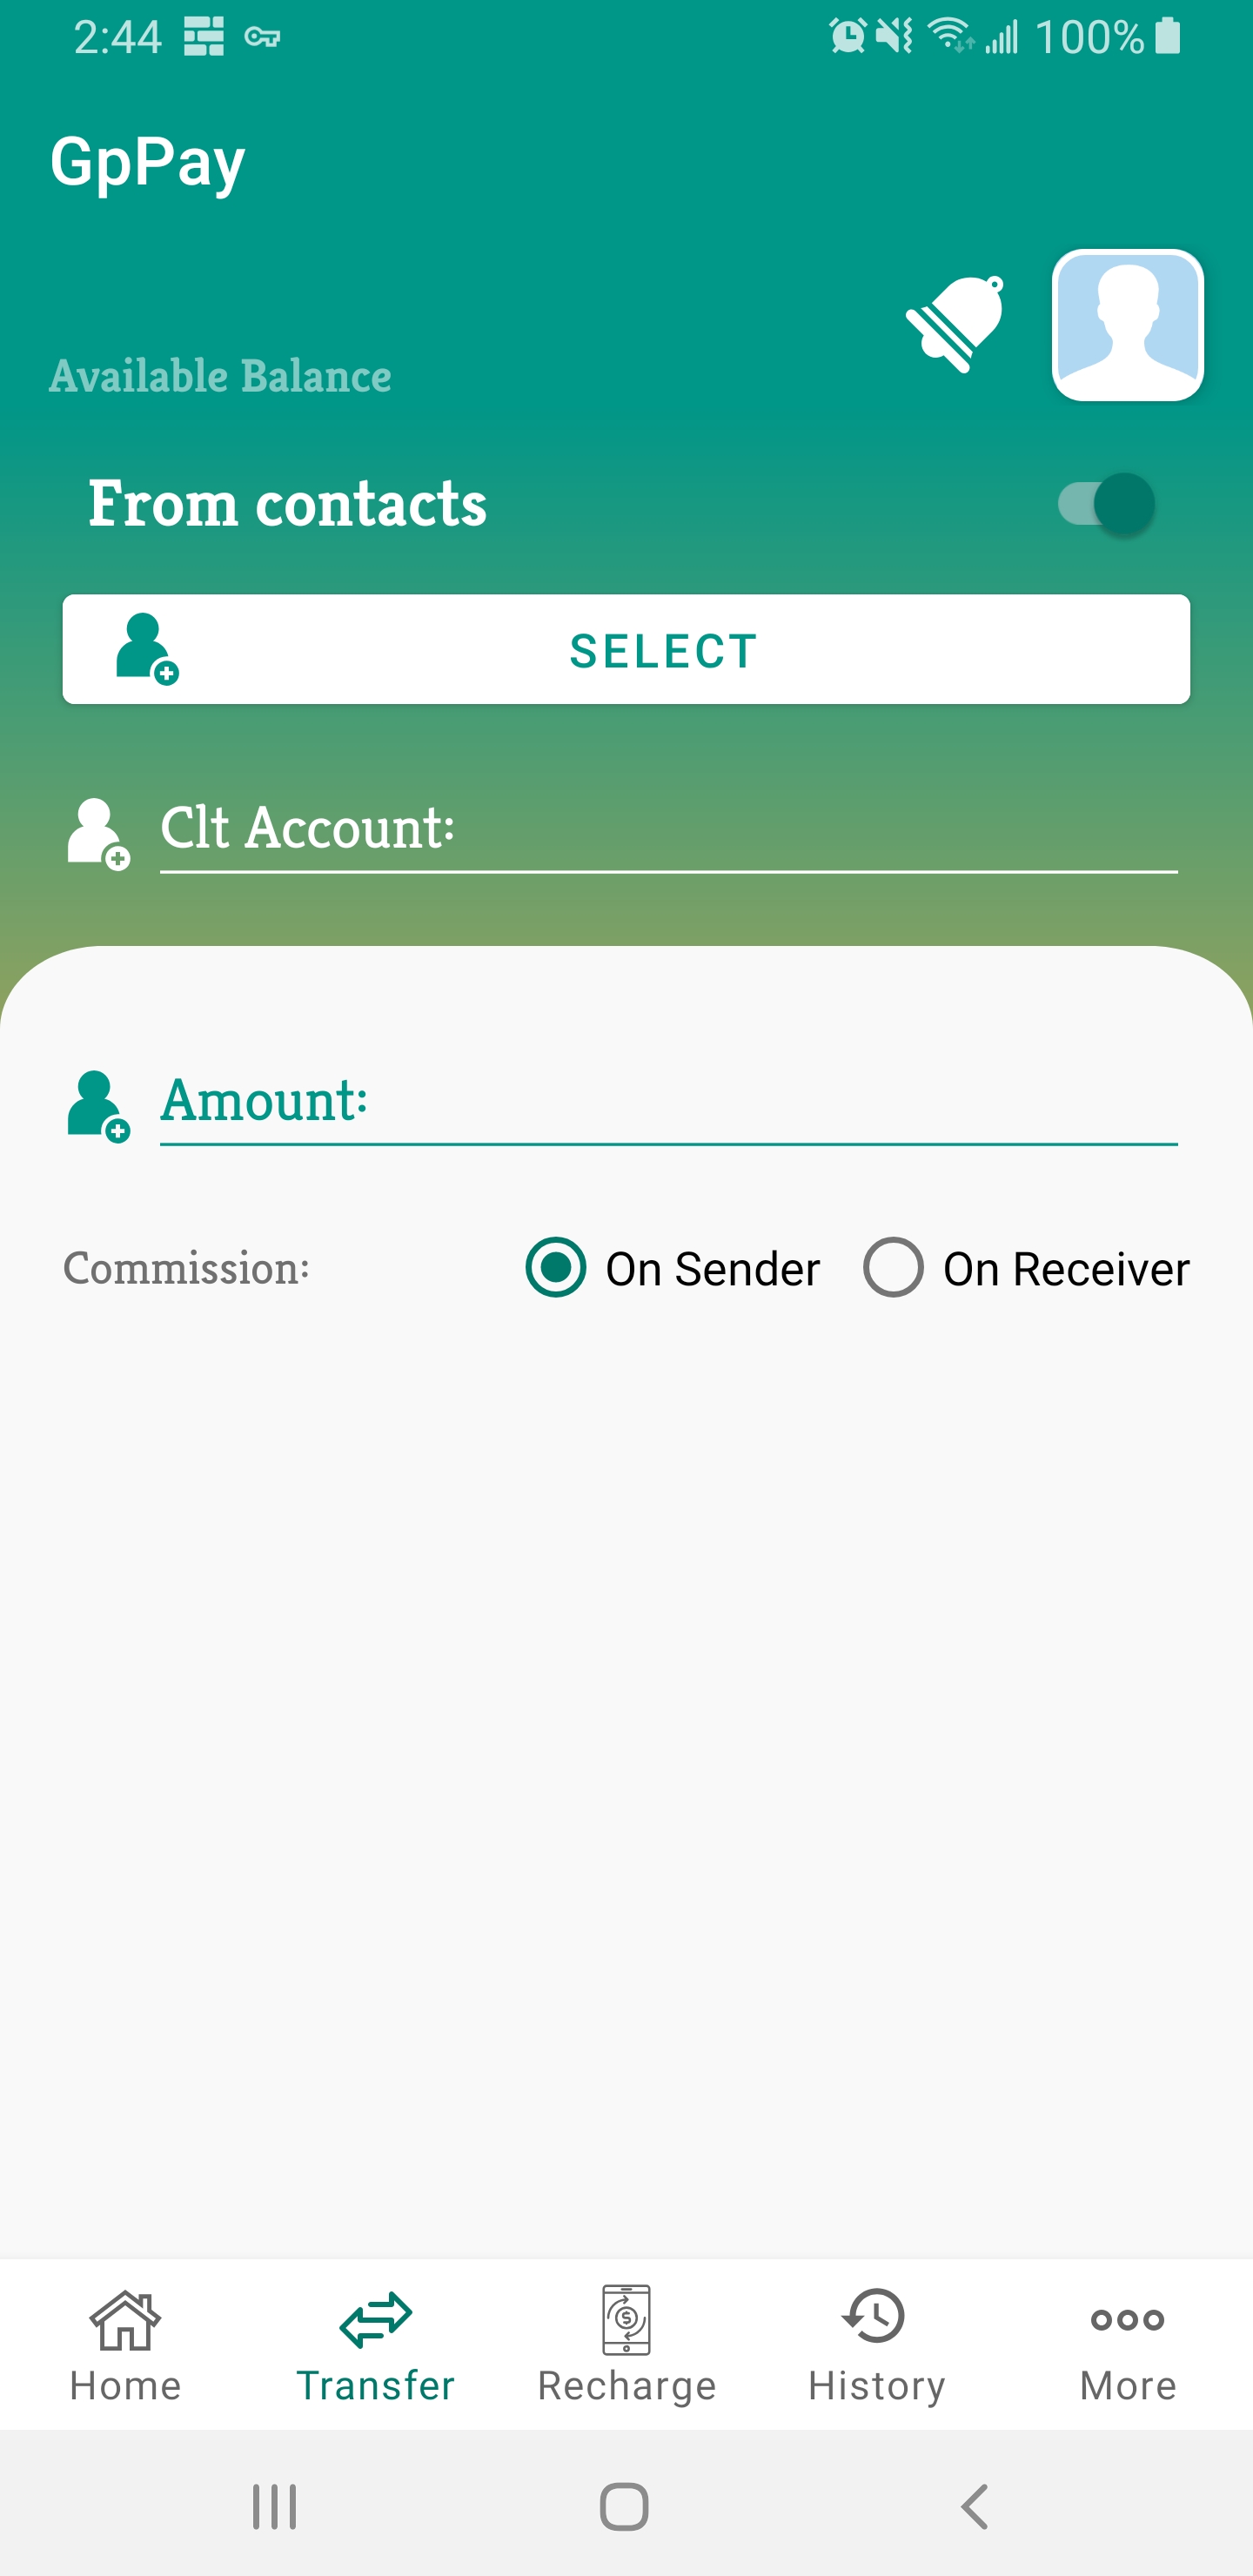 2:44 100%
GpPay
Available Balance
From contacts
SELECT
Clt Account:
Amount:
Commission: On Sender On Receiver
Home Transfer Recharge History More